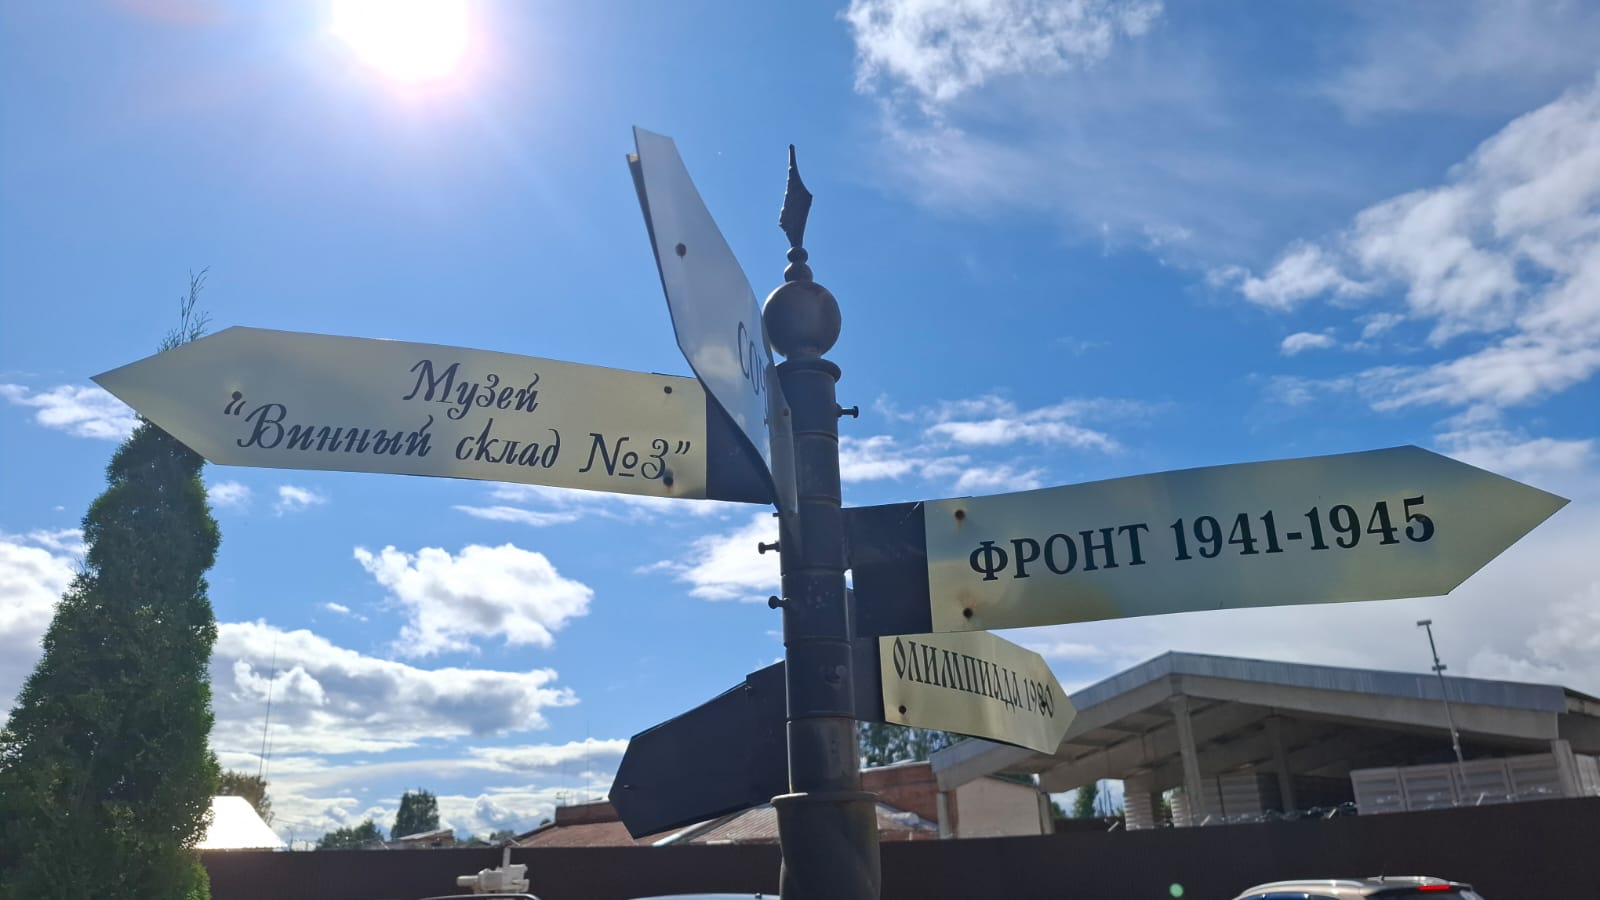 Музей
“Винный склад №3”
ФРОНТ 1941-1945
ОЛИМПИАДА 1980